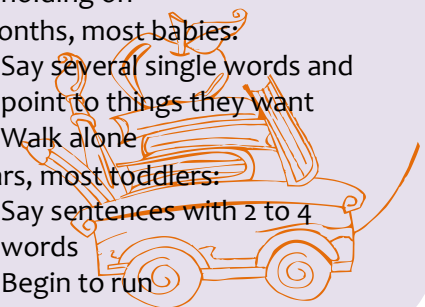 holding on
onths, most babies:
Say several single words and
point to things they want
Walk alone
ars, most toddlers:
Say sentences with 2 to 4
words
Begin to run